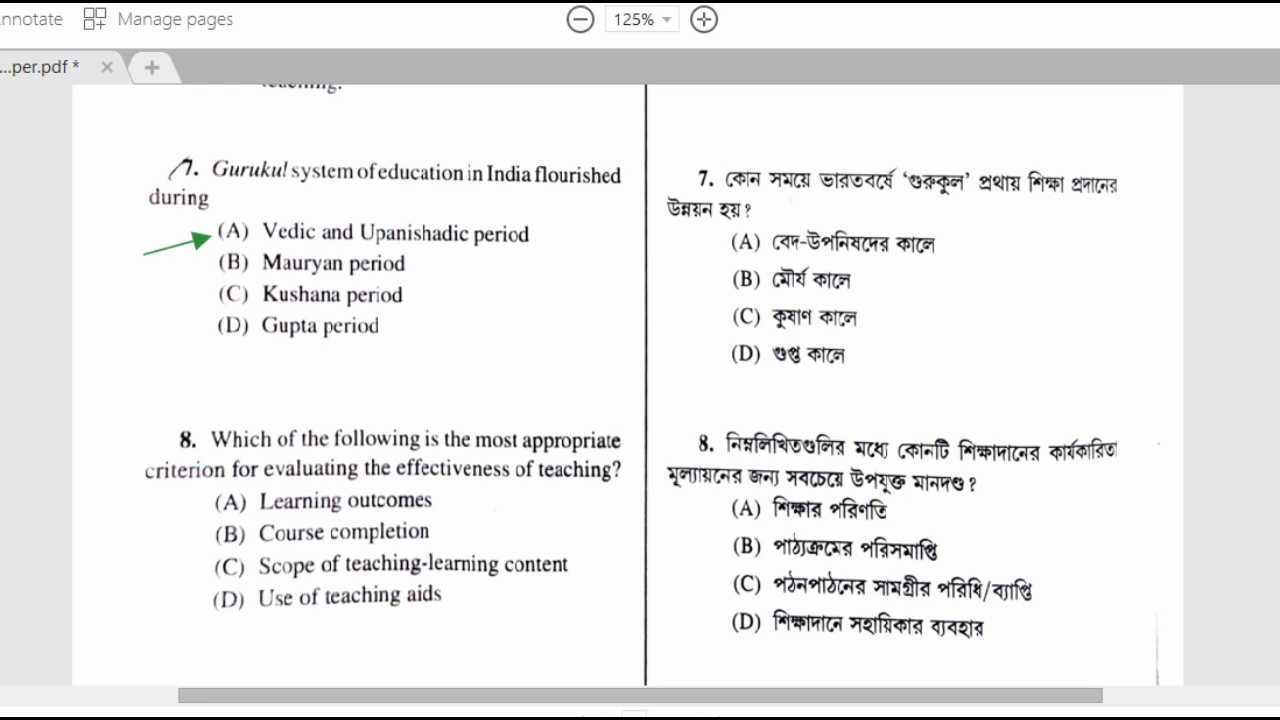 Manage pages
125%
...per.pdf *
7. Gurukul system of education in India flourished
during
(A) Vedic and Upanishadic period
(B) Mauryan period
(C) Kushana period
(D) Gupta period
8. Which of the following is the most appropriate
criterion for evaluating the effectiveness of teaching?
(A) Learning outcomes
(B) Course completion
(C) Scope of teaching-learning content
(D) Use of teaching aids
7. কোন সময়ে ভারতবর্ষে ‘গুরুকুল’ প্রথায় শিক্ষা প্রদানের
উন্নয়ন হয়?
(A) বেদ-উপনিষদের কালে
(B) মৌর্য কালে
(C) কুষাণ কালে
(D) গুপ্ত কালে
8. নিম্নলিখিতগুলির মধ্যে কোনটি শিক্ষাদানের কার্যকারিতা
মূল্যায়নের জন্য সবচেয়ে উপযুক্ত মানদণ্ড?
(A) শিক্ষার পরিণতি
(B) পাঠ্যক্রমের পরিসমাপ্তি
(C) পঠনপাঠনের সামগ্রীর পরিধি/ব্যাপ্তি
(D) শিক্ষাদানে সহায়িকার ব্যবহার